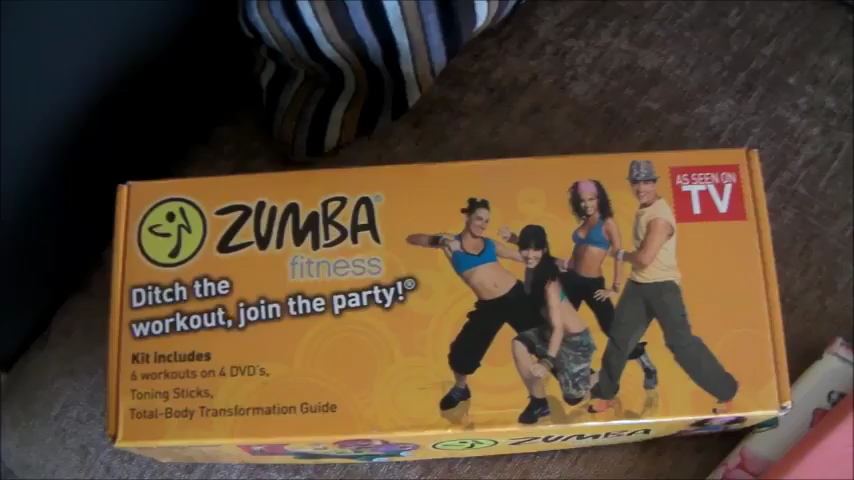 ZUMBA®
fitness
Ditch the
workout, join the party!®
Kit includes
6 workouts on 4 DVD's,
Toning Sticks,
Total-Body Transformation Guide
AS SEEN ON
TV
ZUMBA